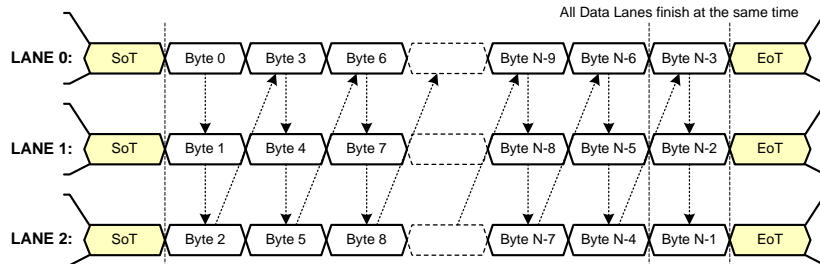 All Data Lanes finish at the same time
LANE 0: SoT Byte 0 Byte 3 Byte 6 Byte N-9 Byte N-6 Byte N-3 EoT
LANE 1: SoT Byte 1 Byte 4 Byte 7 Byte N-8 Byte N-5 Byte N-2 EoT
LANE 2: SoT Byte 2 Byte 5 Byte 8 Byte N-7 Byte N-4 Byte N-1 EoT